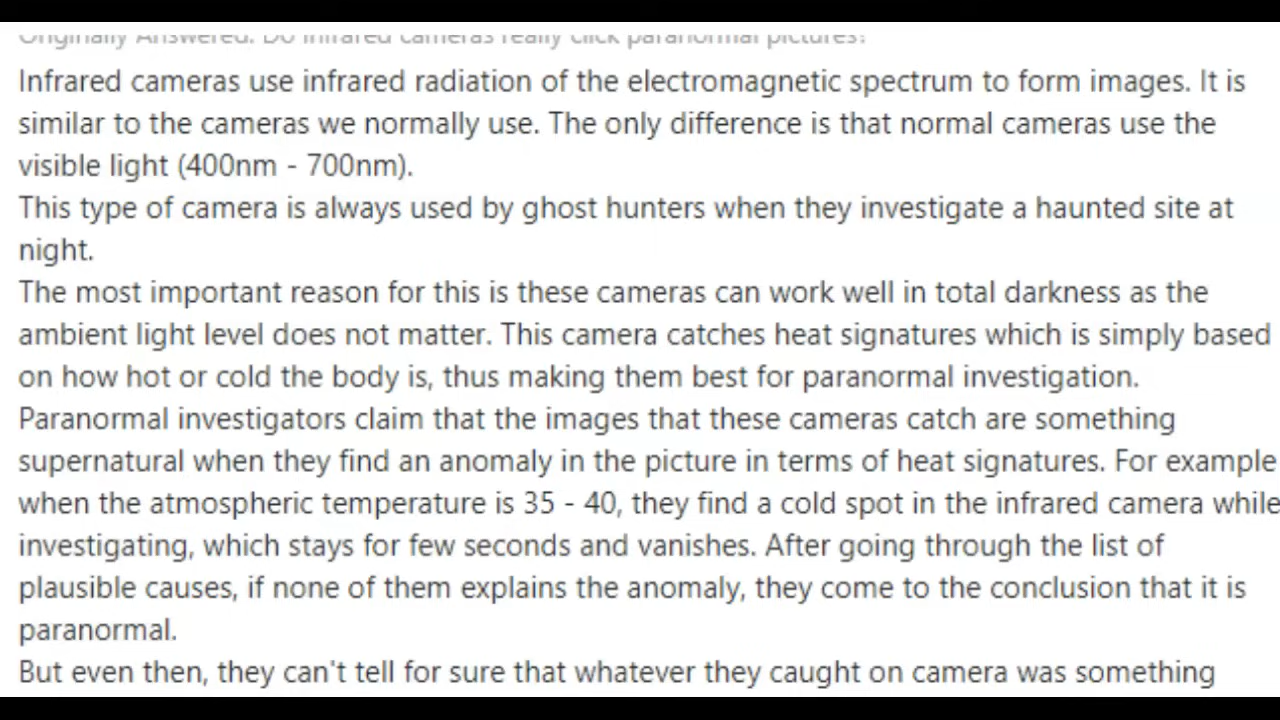 Originally Answered: Do infrared cameras really click paranormal pictures?
Infrared cameras use infrared radiation of the electromagnetic spectrum to form images. It is
similar to the cameras we normally use. The only difference is that normal cameras use the
visible light (400nm - 700nm).
This type of camera is always used by ghost hunters when they investigate a haunted site at
night.
The most important reason for this is these cameras can work well in total darkness as the
ambient light level does not matter. This camera catches heat signatures which is simply based
on how hot or cold the body is, thus making them best for paranormal investigation.
Paranormal investigators claim that the images that these cameras catch are something
supernatural when they find an anomaly in the picture in terms of heat signatures. For example
when the atmospheric temperature is 35 - 40, they find a cold spot in the infrared camera while
investigating, which stays for few seconds and vanishes. After going through the list of
plausible causes, if none of them explains the anomaly, they come to the conclusion that it is
paranormal.
But even then, they can't tell for sure that whatever they caught on camera was something